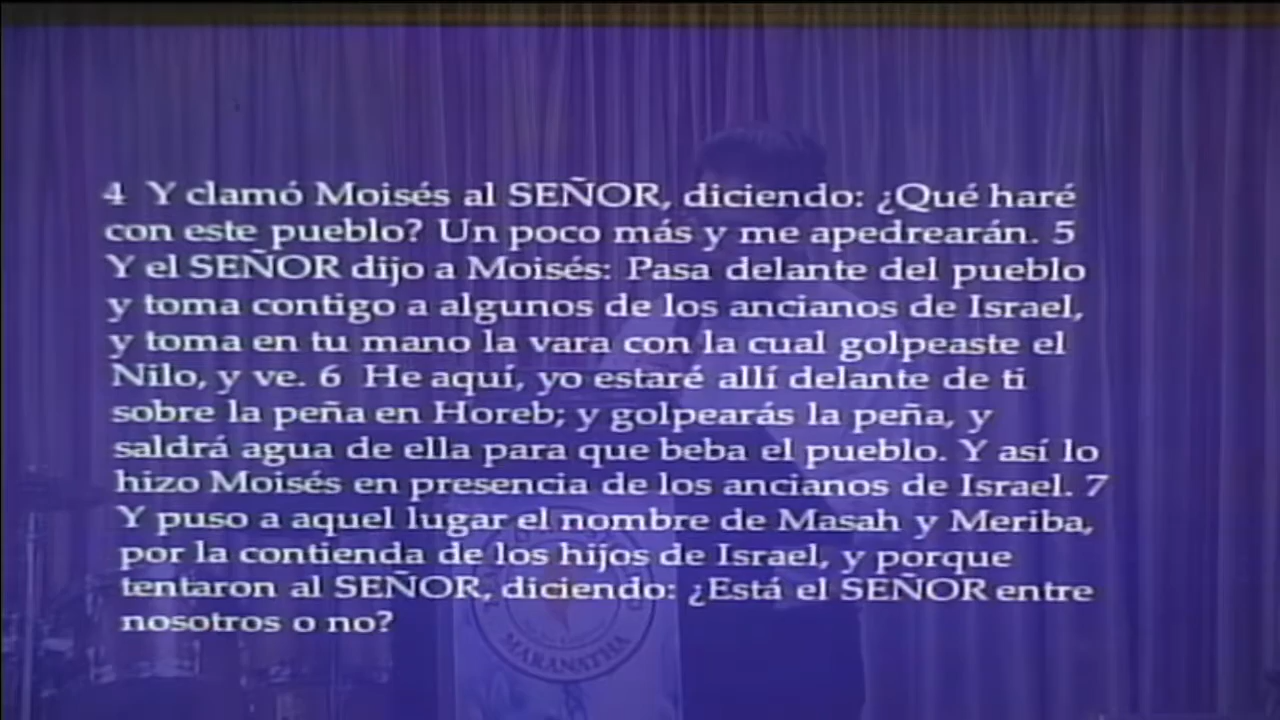 4 Y clamó Moisés al SEÑOR, diciendo: ¿Qué haré
con este pueblo? Un poco más y me apedrearán. 5
Y el SEÑOR dijo a Moisés: Pasa delante del pueblo
y toma contigo a algunos de los ancianos de Israel,
y toma en tu mano la vara con la cual golpeaste el
Nilo, y ve. 6 He aquí, yo estaré allí delante de ti
sobre la peña en Horeb; y golpearás la peña, y
saldrá agua de ella para que beba el pueblo. Y así lo
hizo Moisés en presencia de los ancianos de Israel. 7
Y puso a aquel lugar el nombre de Masah y Meriba,
por la contienda de los hijos de Israel, y porque
tentaron al SEÑOR, diciendo: ¿Está el SEÑOR entre
nosotros o no?
MARANATHA